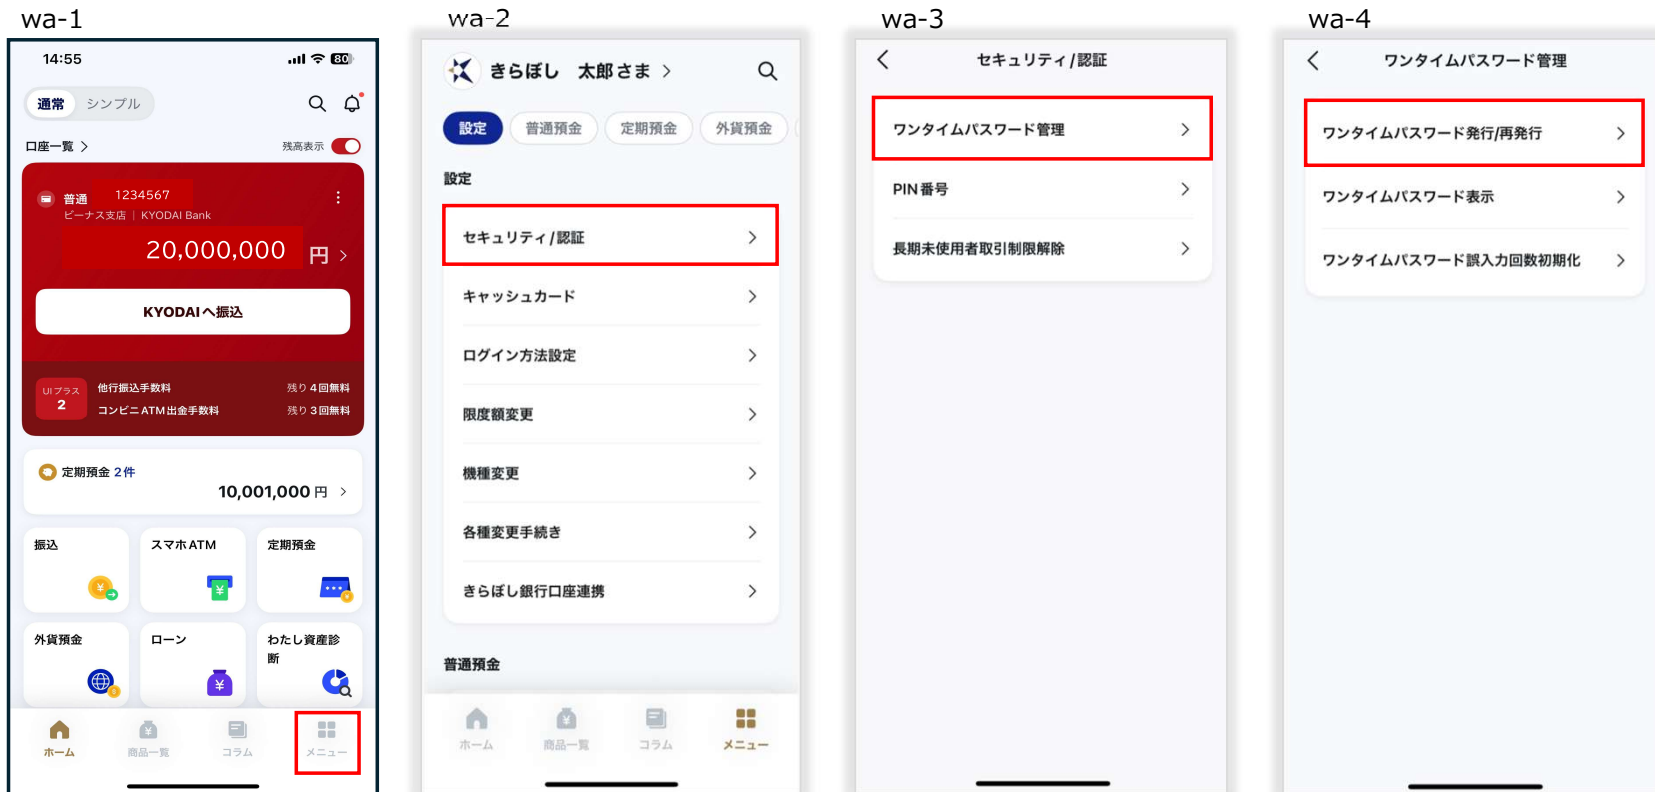 wa-1
14:55
80
通常 シンプル
口座一覧
残高表示
普通 1234567
ビーナス支店 | KYODAI Bank
20,000,000 円
KYODAIへ振込
UIプラス
2
他行振込手数料 残り4回無料
コンビニATM出金手数料 残り3回無料
定期預金 2件
10,001,000 円
振込 スマホATM 定期預金
外貨預金 ローン わたし資産診
断
ホーム 商品一覧 コラム メニュー
wa-2
きらぼし 太郎さま
設定 普通預金 定期預金 外貨預金
設定
セキュリティ/認証
キャッシュカード
ログイン方法設定
限度額変更
機種変更
各種変更手続き
きらぼし銀行口座連携
普通預金
ホーム 商品一覧 コラム メニュー
wa-3
セキュリティ/認証
ワンタイムパスワード管理
PIN番号
長期未使用者取引制限解除
wa-4
ワンタイムパスワード管理
ワンタイムパスワード発行/再発行
ワンタイムパスワード表示
ワンタイムパスワード誤入力回数初期化